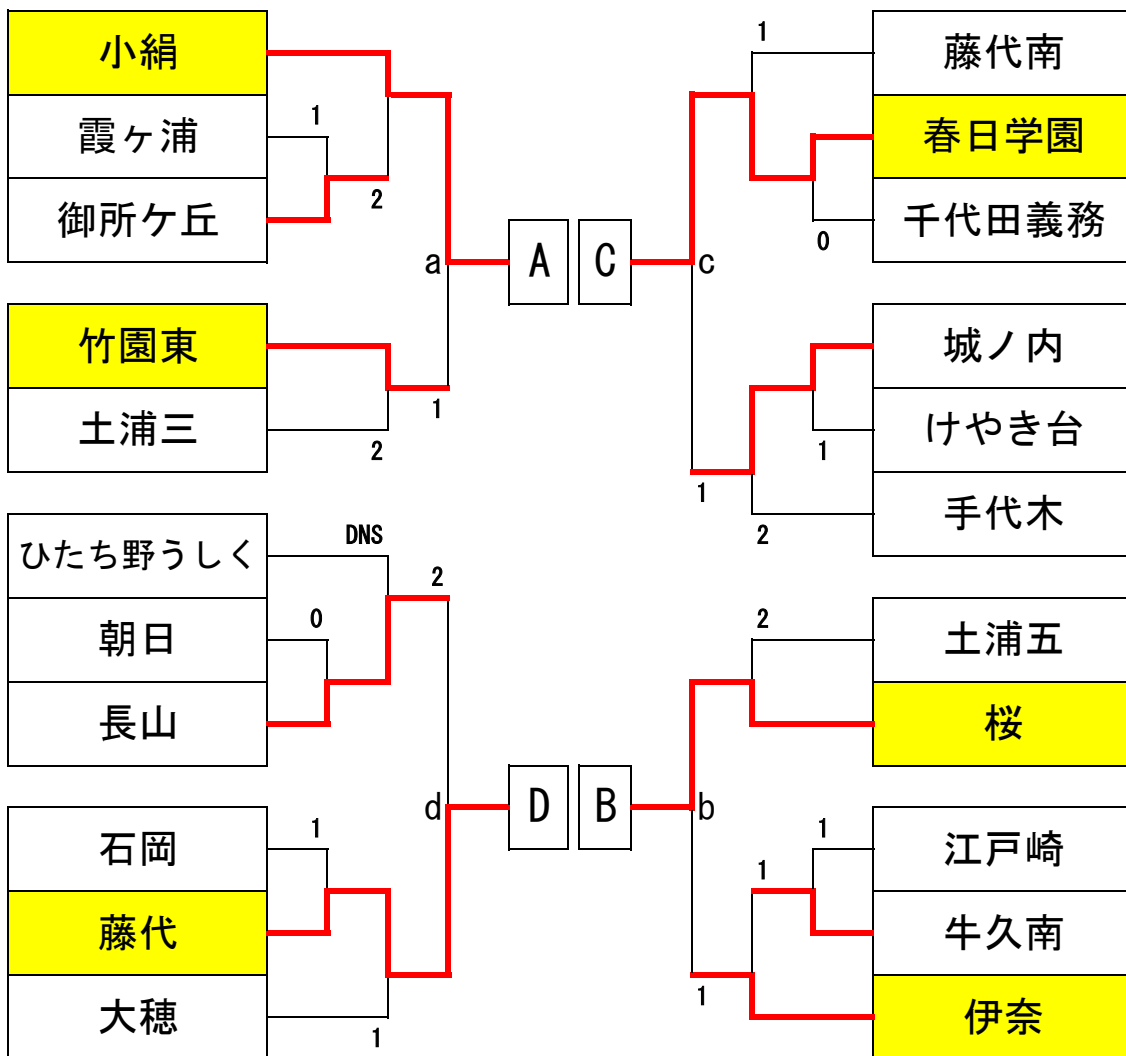 小絹
霞ヶ浦
御所ケ丘
1
2
竹園東
土浦三
2
1
a
A
ひたち野うしく
朝日
長山
DNS
0
2
石岡
藤代
大穂
1
1
d
D
藤代南
春日学園
千代田義務
1
0
c
C
城ノ内
けやき台
手代木
1
2
1
土浦五
桜
2
b
B
江戸崎
牛久南
伊奈
1
1
1